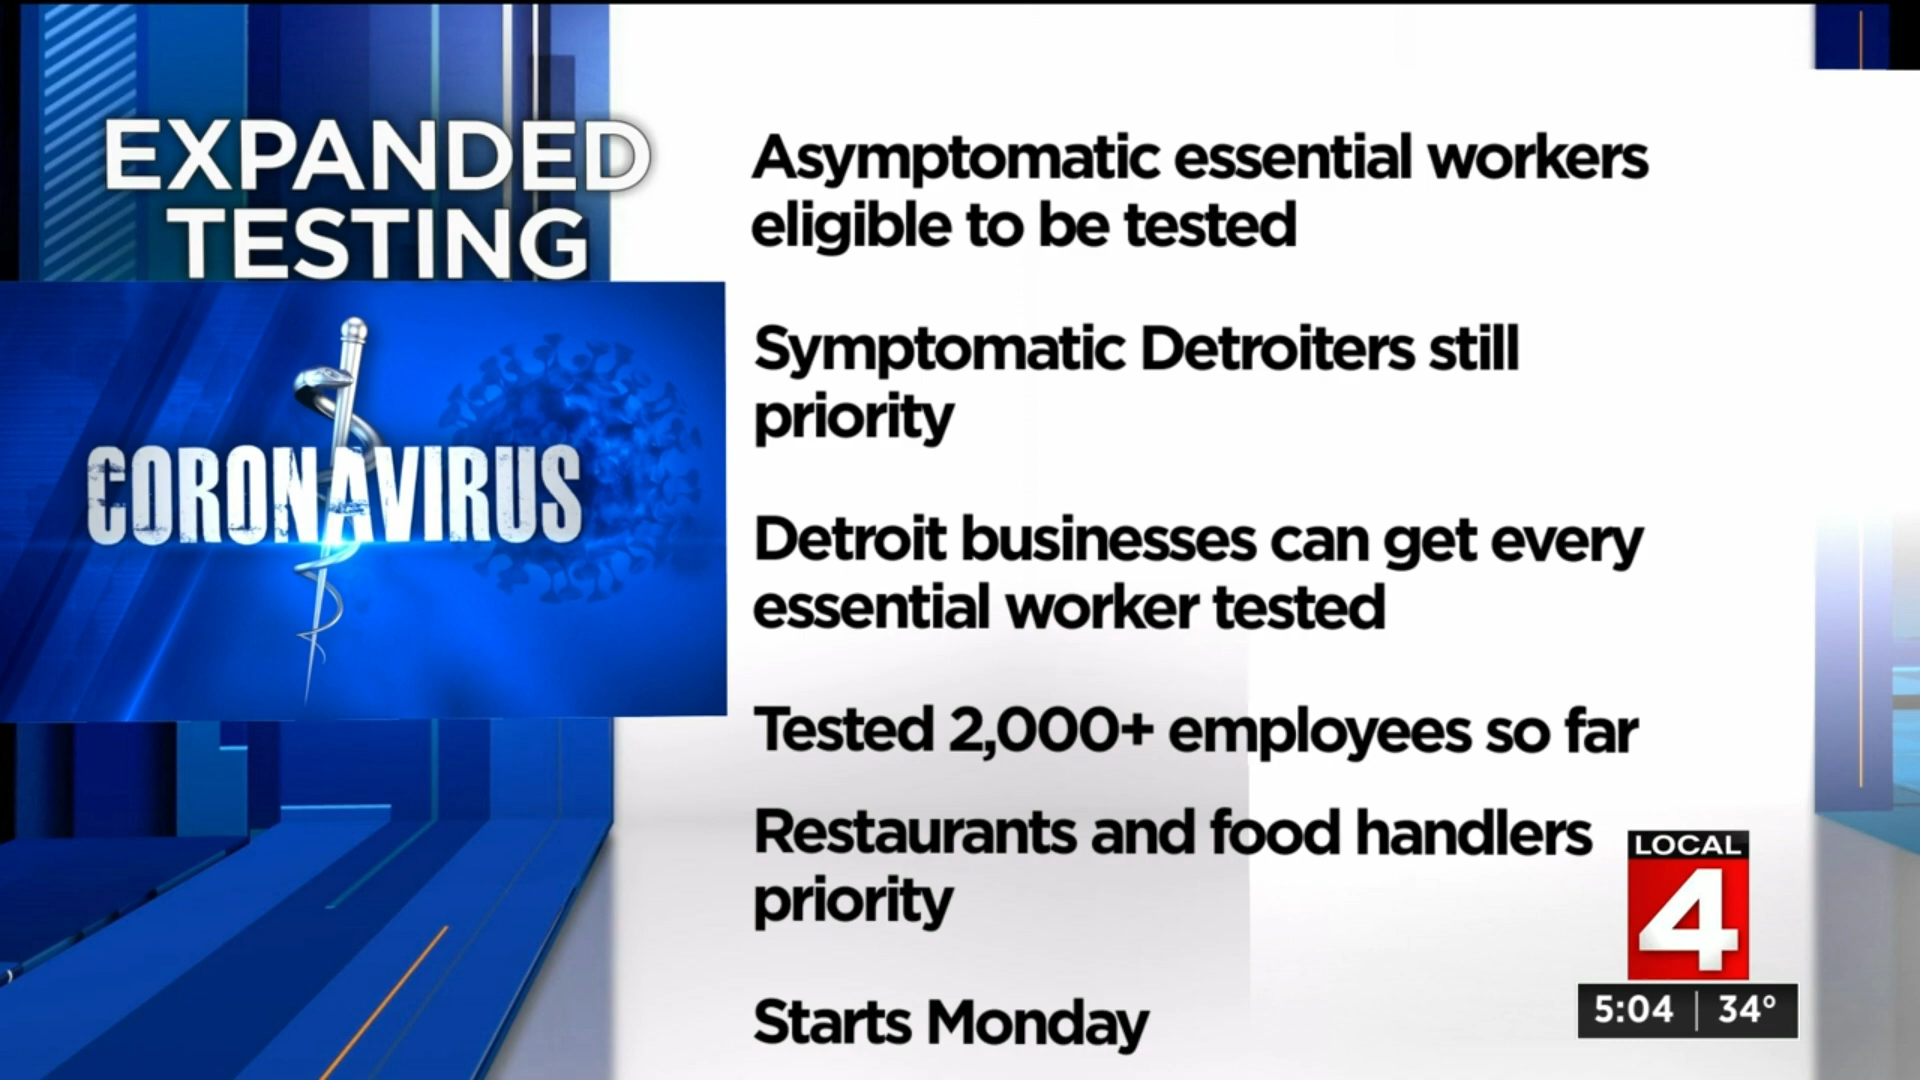 EXPANDED
TESTING
CORONAVIRUS
Asymptomatic essential workers
eligible to be tested
Symptomatic Detroiters still
priority
Detroit businesses can get every
essential worker tested
Tested 2,000+ employees so far
Restaurants and food handlers
priority
Starts Monday
LOCAL
4
5:04 | 34°